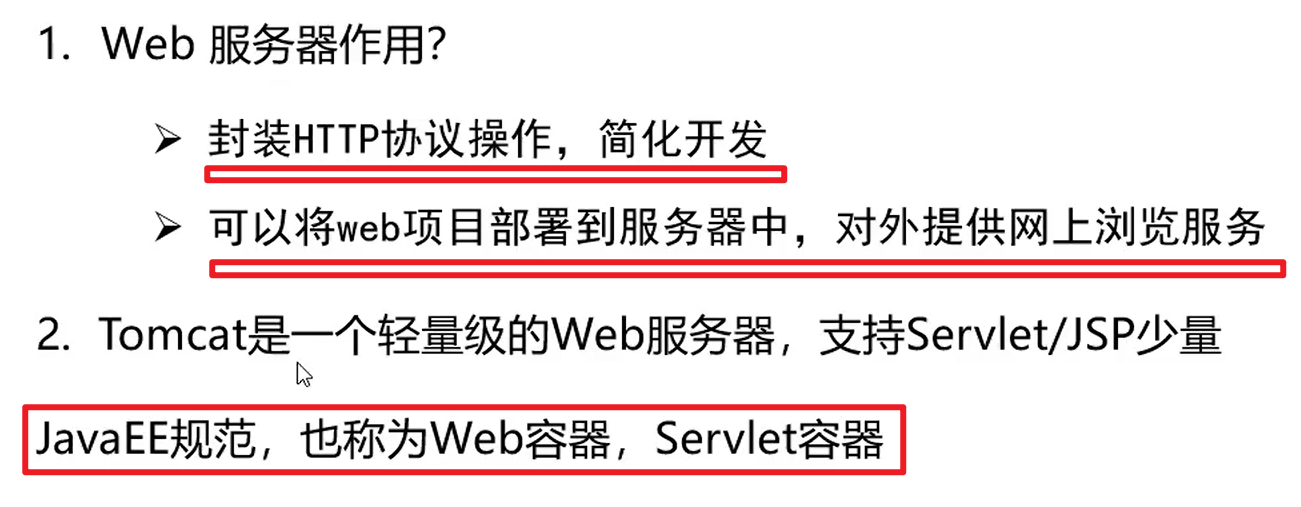 1. Web 服务器作用?
➢ 封装HTTP协议操作，简化开发
➢ 可以将web项目部署到服务器中，对外提供网上浏览服务
2. Tomcat是一个轻量级的Web服务器，支持Servlet/JSP少量
JavaEE规范，也称为Web容器，Servlet容器